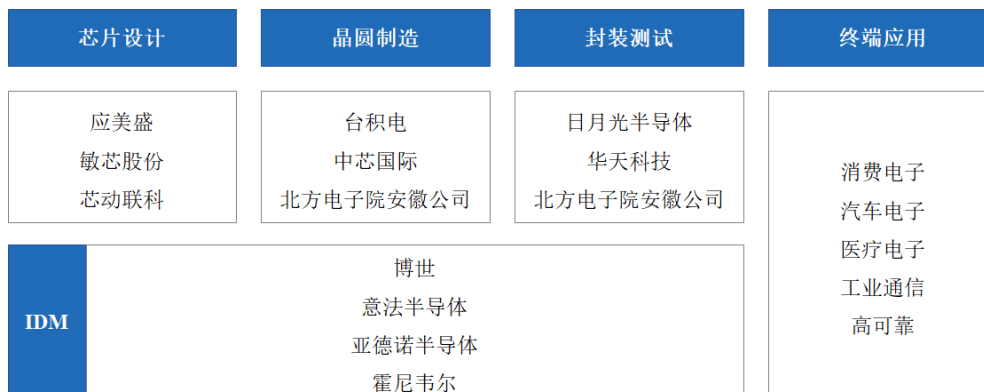 芯片设计
晶圆制造
封装测试
终端应用
应美盛
敏芯股份
芯动联科
台积电
中芯国际
北方电子院安徽公司
日月光半导体
华天科技
北方电子院安徽公司
消费电子
汽车电子
医疗电子
工业通信
高可靠
IDM
博世
意法半导体
亚德诺半导体
霍尼韦尔